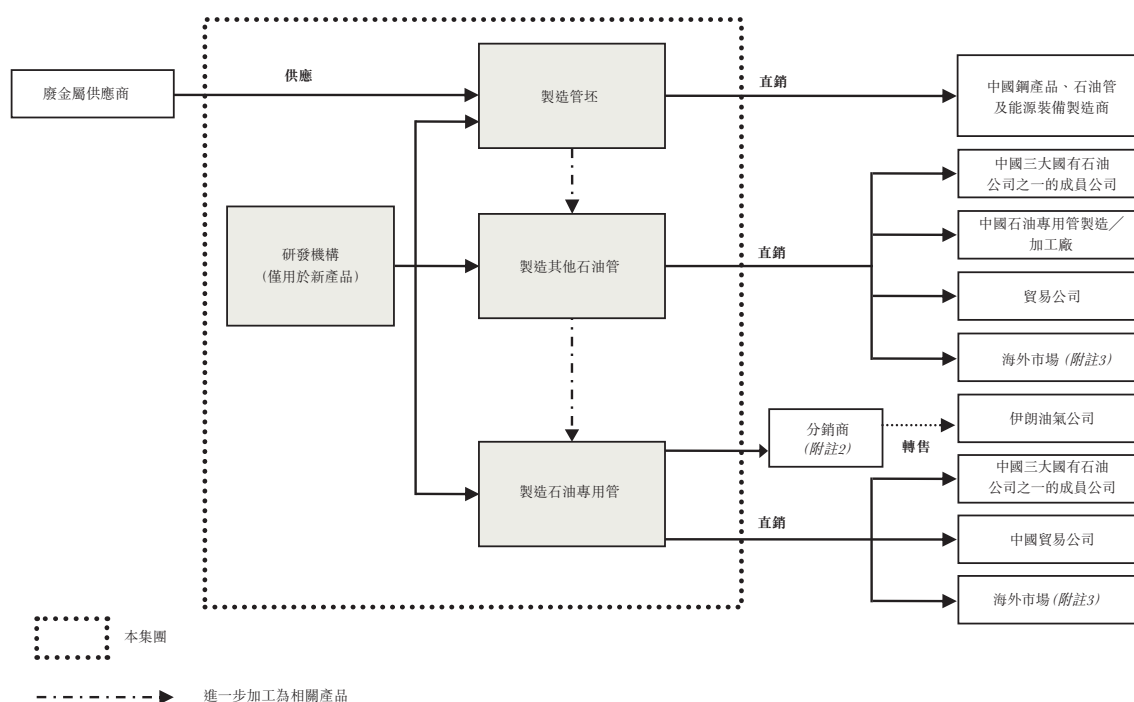 廢金屬供應商
供應
製造管坯
直銷
中國鋼產品、石油管
及能源裝備製造商
研發機構
(僅用於新產品)
製造其他石油管
直銷
中國三大國有石油
公司之一的成員公司
中國石油專用管製造╱
加工廠
貿易公司
海外市場 (附註3)
製造石油專用管
分銷商
(附註2)
轉售
伊朗油氣公司
直銷
中國三大國有石油
公司之一的成員公司
中國貿易公司
海外市場 (附註3)
本集團
進一步加工為相關產品